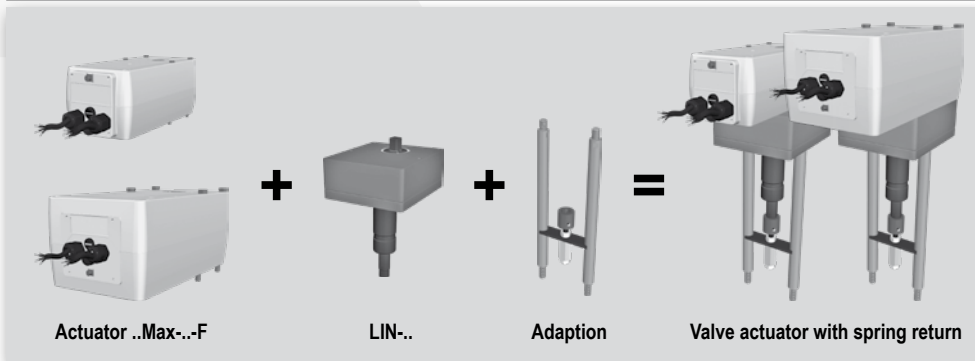 + + =
Actuator ..Max-..-F LIN-.. Adaption Valve actuator with spring return